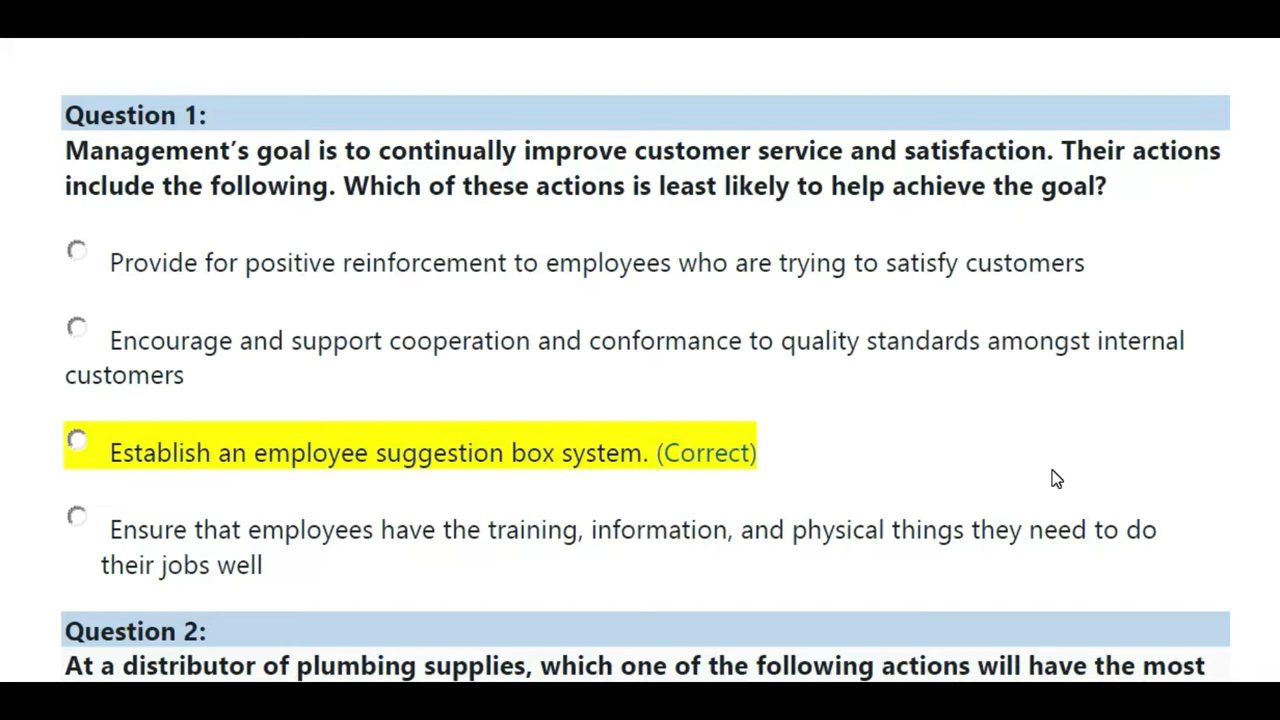 Question 1:
Management’s goal is to continually improve customer service and satisfaction. Their actions
include the following. Which of these actions is least likely to help achieve the goal?
Provide for positive reinforcement to employees who are trying to satisfy customers
Encourage and support cooperation and conformance to quality standards amongst internal
customers
Establish an employee suggestion box system. (Correct)
Ensure that employees have the training, information, and physical things they need to do
their jobs well
Question 2:
At a distributor of plumbing supplies, which one of the following actions will have the most